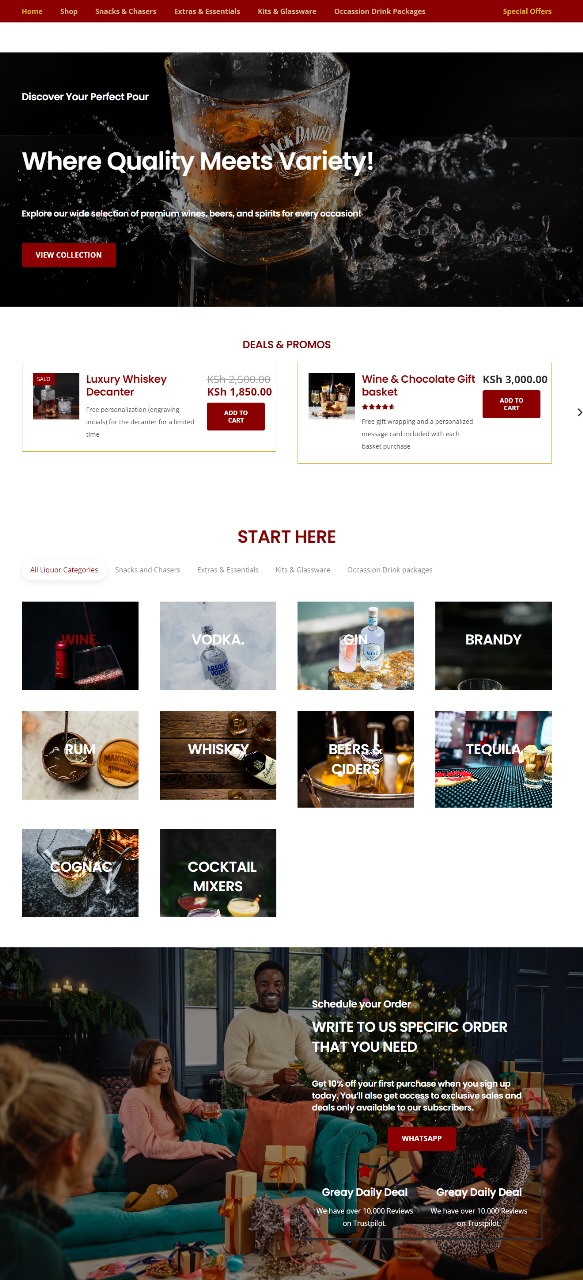 Home Shop Snacks & Chasers Extras & Essentials Kits & Glassware Occassion Drink Packages Special Offers
Discover Your Perfect Pour
JACK DANIEL'S
Where Quality Meets Variety!
Explore our wide selection of premium wines, beers, and spirits for every occasion!
VIEW COLLECTION
DEALS & PROMOS
SALE!
Luxury Whiskey
Decanter
Free personalization (engraving
initials) for the decanter for a limited
time
KSh 2,500.00
KSh 1,850.00
ADD TO
CART
Wine & Chocolate Gift
basket
Free gift wrapping and a personalized
message card included with each
basket purchase
KSh 3,000.00
ADD TO
CART
START HERE
All Liquor Categories Snacks and Chasers Extras & Essentials Kits & Glassware Occassion Drink packages
WINE.
VODKA.
ABSOLUT
VODKA
GIN
BRANDY
RUM
WHISKEY
BEERS &
CIDERS
TEQUILA
COGNAC
COCKTAIL
MIXERS
Schedule your Order
WRITE TO US SPECIFIC ORDER
THAT YOU NEED
Get 10% off your first purchase when you sign up
today. You'll also get access to exclusive sales and
deals only available to our subscribers.
WHATSAPP
Greay Daily Deal
We have over 10,000 Reviews
on Trustpilot.
Greay Daily Deal
We have over 10,000 Reviews
on Trustpilot.